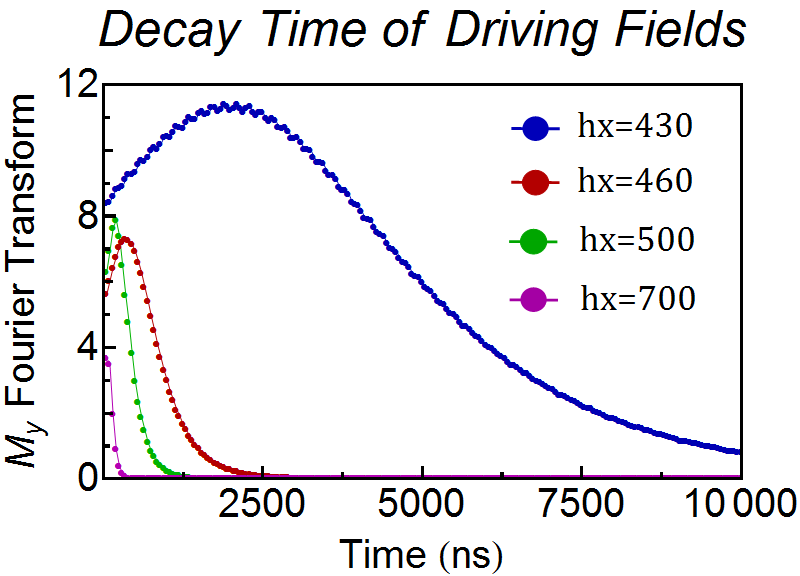 Decay Time of Driving Fields
My Fourier Transform
12
8
4
0
hx=430
hx=460
hx=500
hx=700
2500
5000
7500
10 000
Time (ns)